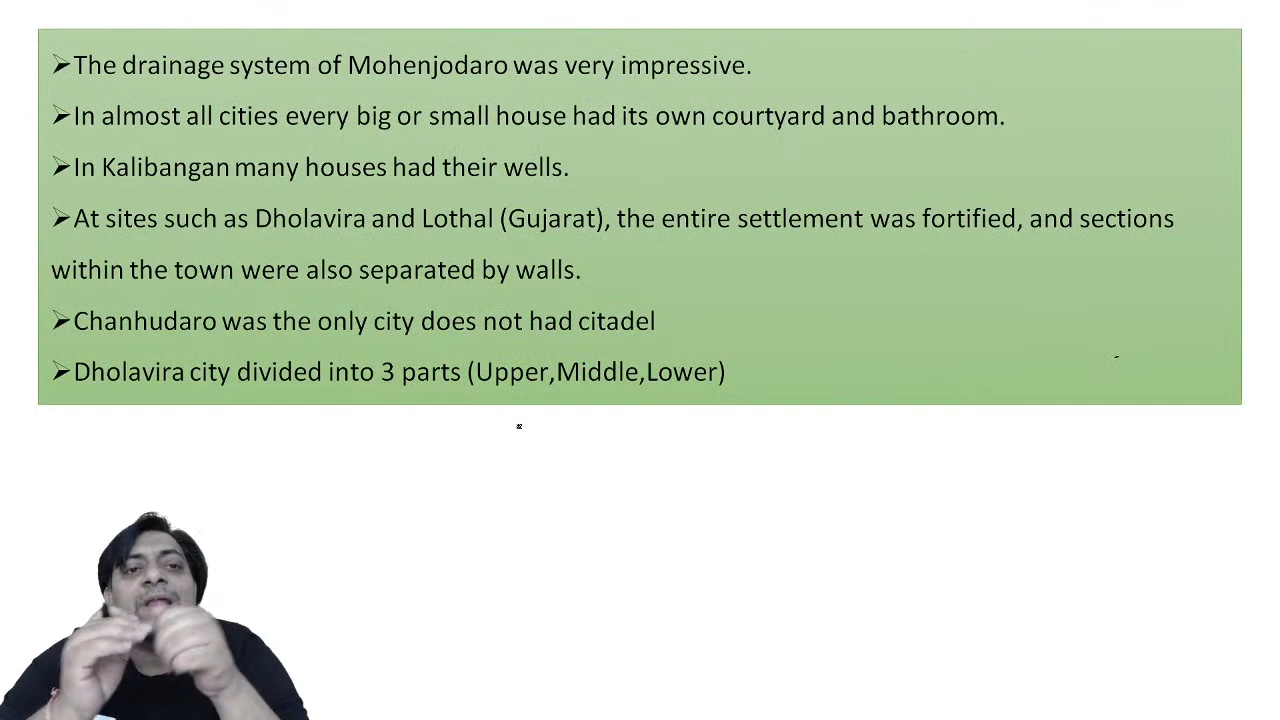 ➢The drainage system of Mohenjodaro was very impressive.
➢In almost all cities every big or small house had its own courtyard and bathroom.
➢In Kalibangan many houses had their wells.
➢At sites such as Dholavira and Lothal (Gujarat), the entire settlement was fortified, and sections
within the town were also separated by walls.
➢Chanhudaro was the only city does not had citadel
➢Dholavira city divided into 3 parts (Upper,Middle,Lower)